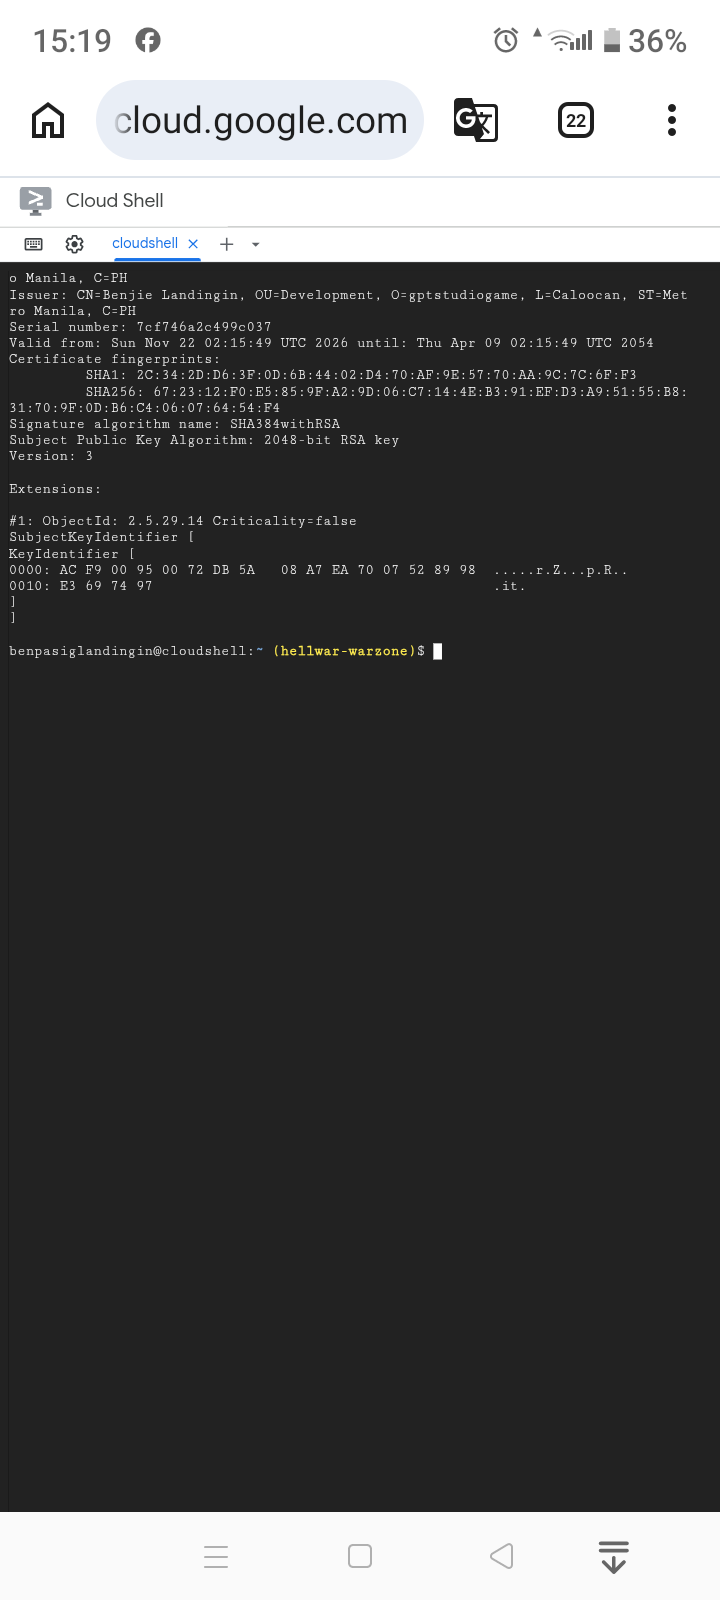 15:19
36%
cloud.google.com
22
Cloud Shell
cloudshell
o Manila, C=PH
Issuer: CN=Benjie Landingin, OU=Development, O=gptstudiogame, L=Caloocan, ST=Met
ro Manila, C=PH
Serial number: 7cf746a2c499c037
Valid from: Sun Nov 22 02:15:49 UTC 2026 until: Thu Apr 09 02:15:49 UTC 2054
Certificate fingerprints:
SHA1: 2C:34:2D:D6:3F:0D:6B:44:02:D4:70:AF:9E:57:70:AA:9C:7C:6F:F3
SHA256: 67:23:12:F0:E5:85:9F:A2:9D:06:C7:14:4E:B3:91:EF:D3:A9:51:55:B8:
31:70:9F:0D:B6:C4:06:07:64:54:F4
Signature algorithm name: SHA384withRSA
Subject Public Key Algorithm: 2048-bit RSA key
Version: 3
Extensions:
#1: ObjectId: 2.5.29.14 Criticality=false
SubjectKeyIdentifier [
KeyIdentifier [
0000: AC F9 00 95 00 72 DB 5A   08 A7 EA 70 07 52 89 98  .....r.Z...p.R..
0010: E3 69 74 97                                        .it.
]
]
benpasiglandingin@cloudshell:~ (hellwar-warzone)$